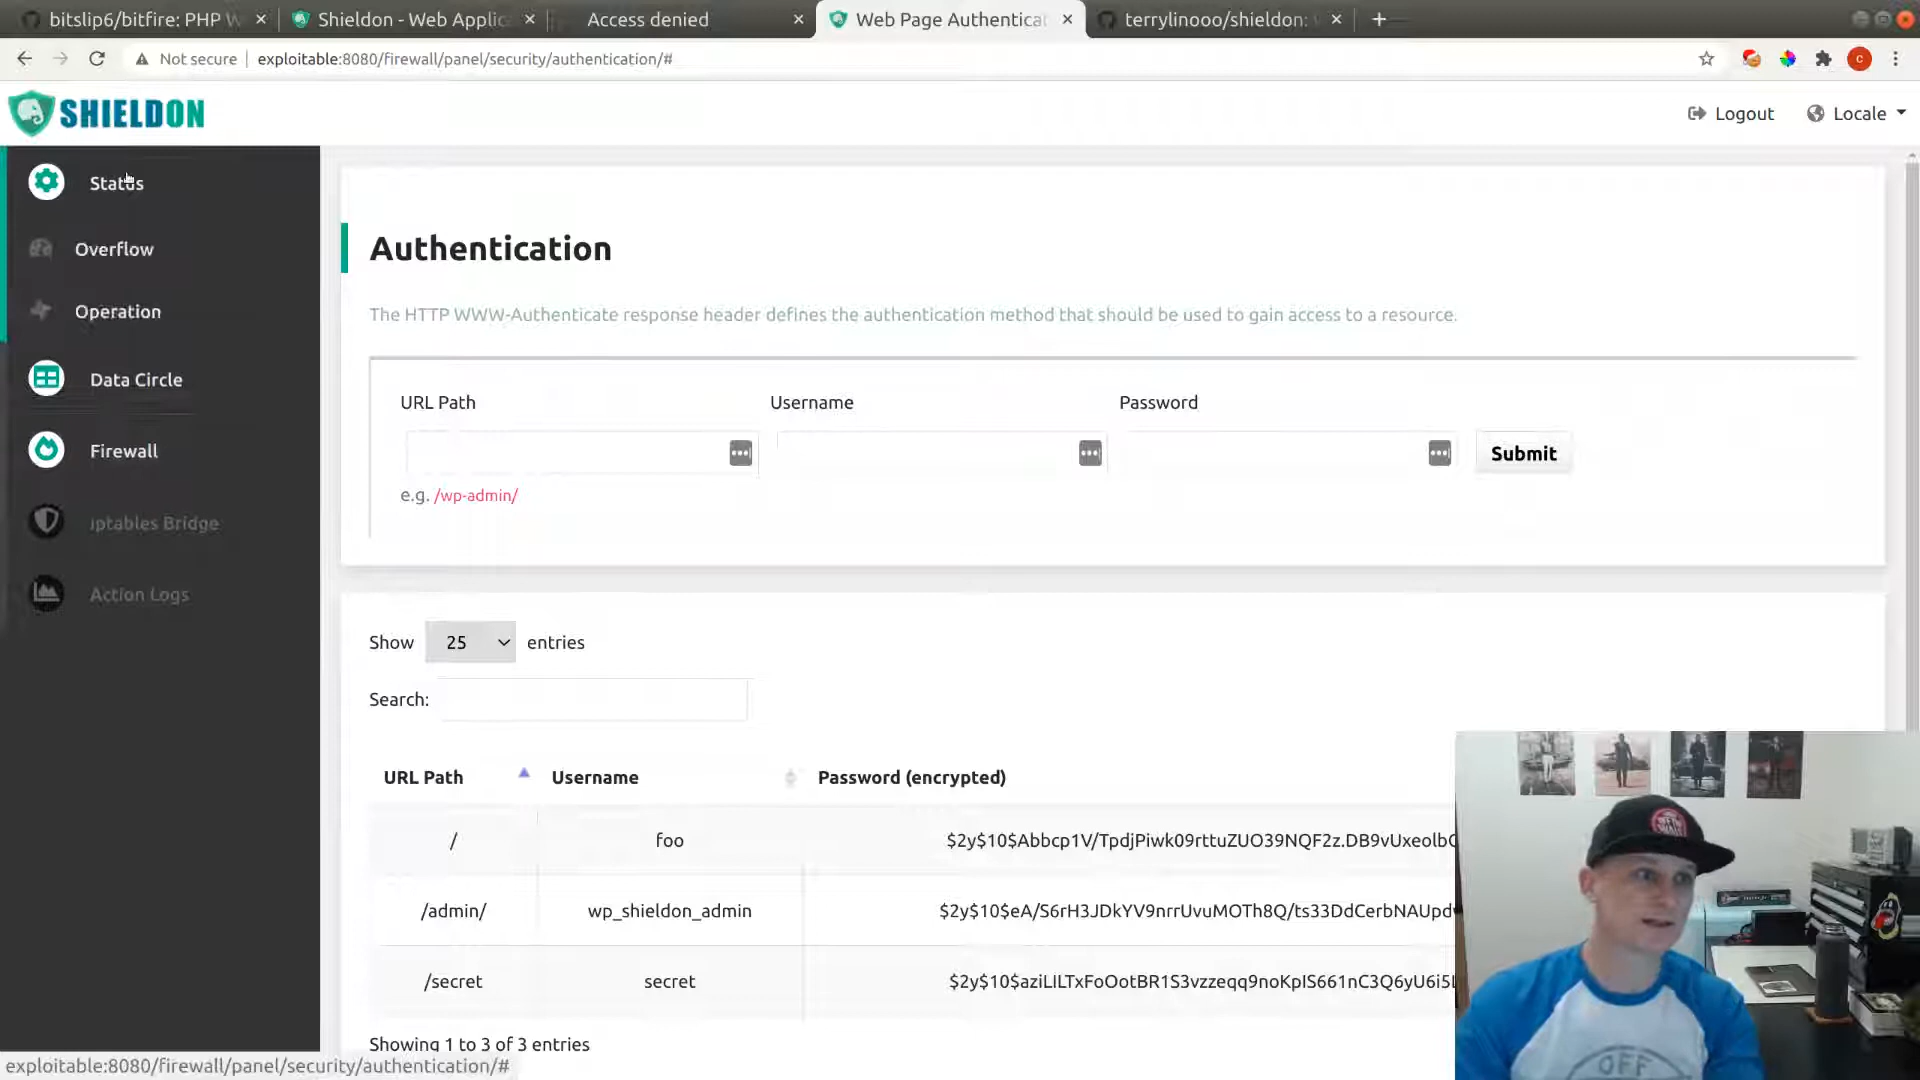 bitslip6/bitfire: PHP W
Shieldon - Web Applic
Access denied
Web Page Authenticat
terrylinooo/shieldon:
Not secure
exploitable:8080/firewall/panel/security/authentication/#
C
SHIELDON
Logout
Locale
Status
Overflow
Operation
Data Circle
Firewall
iptables Bridge
Action Logs
Authentication
The HTTP WWW-Authenticate response header defines the authentication method that should be used to gain access to a resource.
URL Path
Username
Password
Submit
e.g. /wp-admin/
Show 25 entries
Search:
URL Path Username Password (encrypted)
/ foo $2y$10$Abbcp1V/TpdjPiwk09rttuZUO39NQF2z.DB9vUxeolb
/admin/ wp_shieldon_admin $2y$10$eA/S6rH3JDkYV9nrrUvuMOTh8Q/ts33DdCerbNAUpd
/secret secret $2y$10$aziLILTxFoOotBR1S3vzzeqq9noKpIS661nC3Q6yU6i5
Showing 1 to 3 of 3 entries
exploitable:8080/firewall/panel/security/authentication/#
OFF